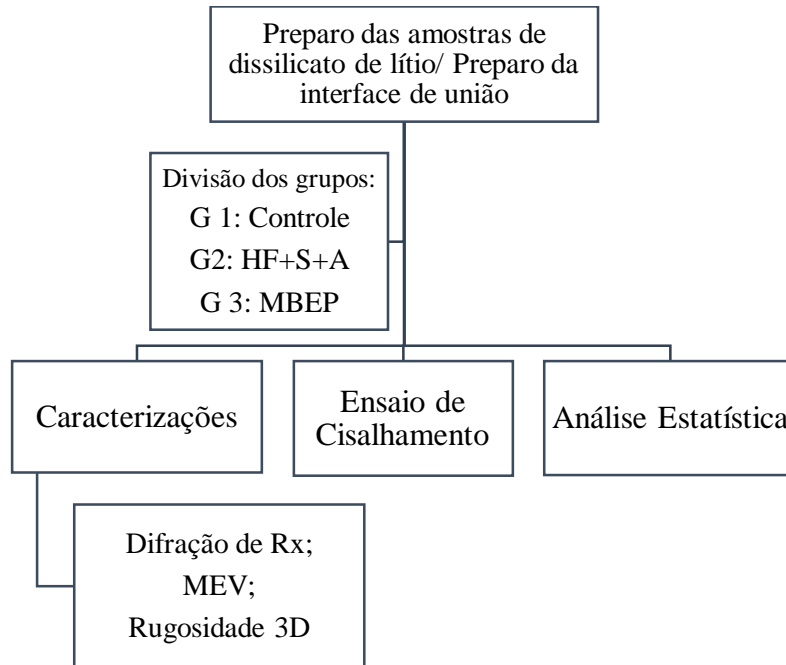 Preparo das amostras de
dissilicato de lítio/ Preparo da
interface de união
Divisão dos grupos:
G 1: Controle
G2: HF+S+A
G 3: MBEP
Caracterizações
Ensaio de
Cisalhamento
Análise Estatística
Difração de Rx;
MEV;
Rugosidade 3D